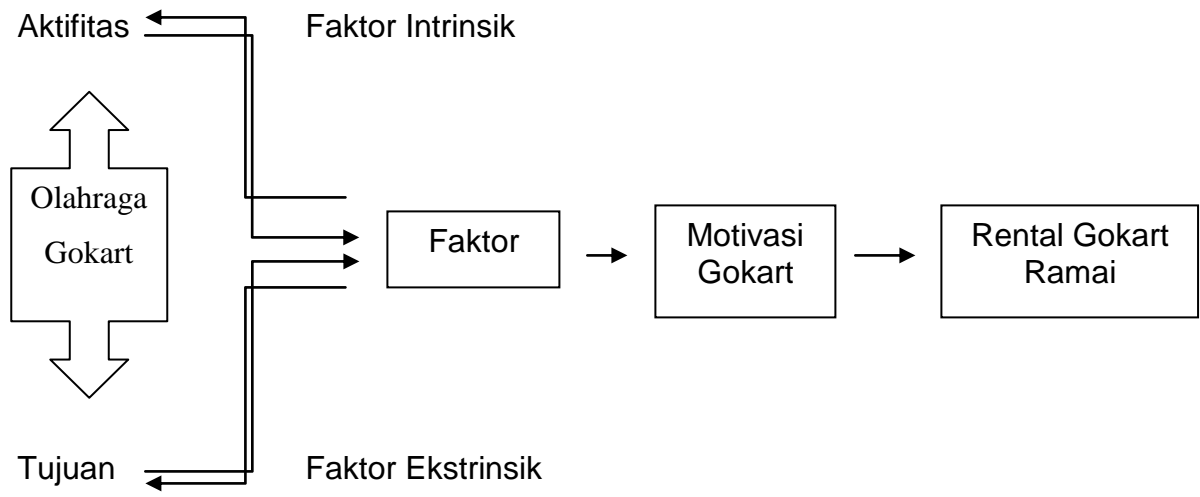 Aktifitas
Faktor Intrinsik
Olahraga
Gokart
Faktor
Motivasi
Gokart
Rental Gokart
Ramai
Tujuan
Faktor Ekstrinsik